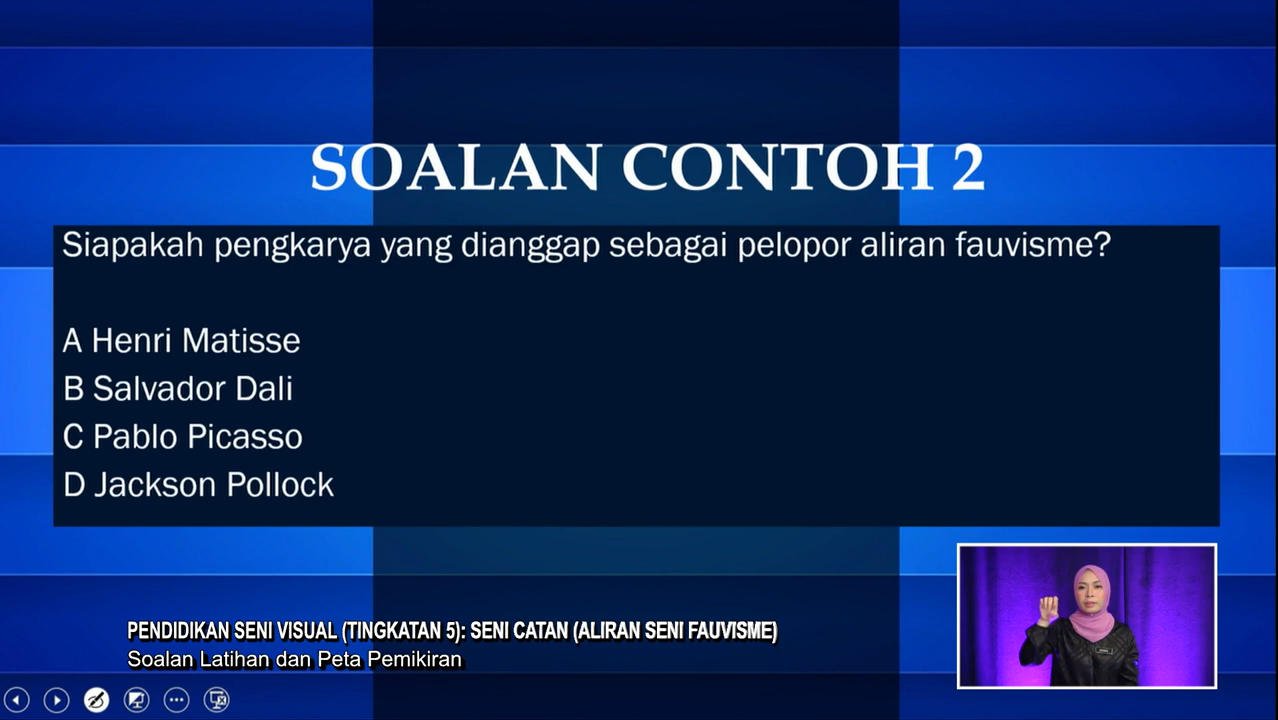 SOALAN CONTOH 2
Siapakah pengkarya yang dianggap sebagai pelopor aliran fauvisme?
A Henri Matisse
B Salvador Dali
C Pablo Picasso
D Jackson Pollock
PENDIDIKAN SENI VISUAL (TINGKATAN 5): SENI CATAN (ALIRAN SENI FAUVISME)
Soalan Latihan dan Peta Pemikiran